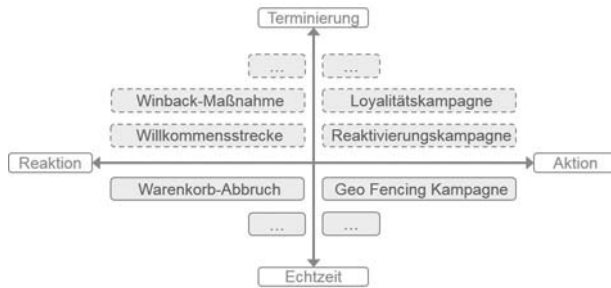 Terminierung
... ...
Winback-Maßnahme Loyalitätskampagne
Willkommensstrecke Reaktivierungskampagne
Reaktion Aktion
Warenkorb-Abbruch Geo Fencing Kampagne
... ...
Echtzeit